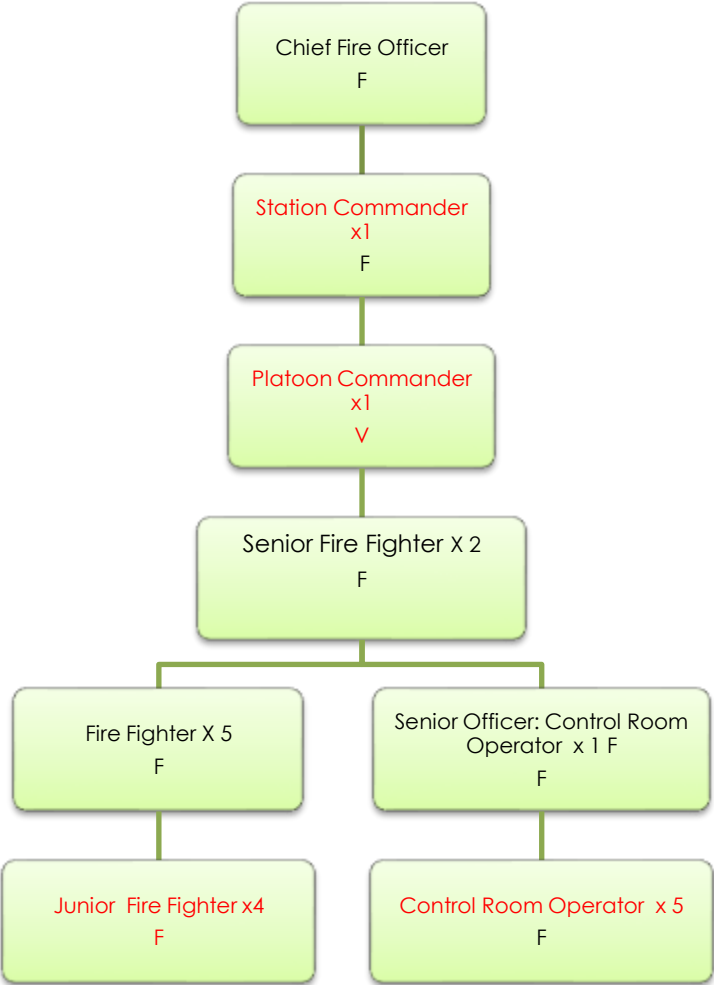 Chief Fire Officer
F
Station Commander
x1
F
Platoon Commander
x1
V
Senior Fire Fighter X 2
F
Fire Fighter X 5
F
Senior Officer: Control Room
Operator  x 1 F
F
Junior  Fire Fighter x4
F
Control Room Operator  x 5
F